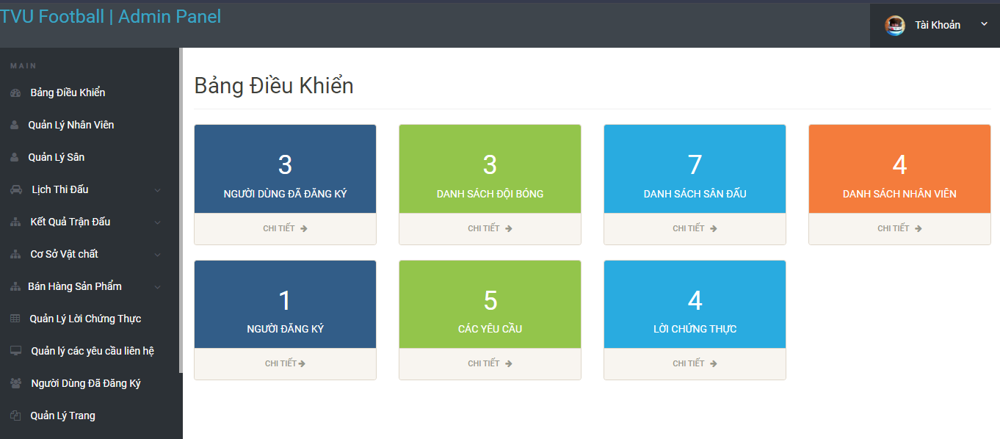 TVU Football | Admin Panel
Tài Khoản
MAIN
Bảng Điều Khiển
Quản Lý Nhân Viên
Quản Lý Sân
Lịch Thi Đấu
Kết Quả Trận Đấu
Cơ Sở Vật chất
Bán Hàng Sản Phẩm
Quản Lý Lời Chứng Thực
Quản lý các yêu cầu liên hệ
Người Dùng Đã Đăng Ký
Quản Lý Trang
Bảng Điều Khiển
3
NGƯỜI DÙNG ĐÃ ĐĂNG KÝ
CHI TIẾT
3
DANH SÁCH ĐỘI BÓNG
CHI TIẾT
7
DANH SÁCH SÂN ĐẤU
CHI TIẾT
4
DANH SÁCH NHÂN VIÊN
CHI TIẾT
1
NGƯỜI ĐĂNG KÝ
CHI TIẾT
5
CÁC YÊU CẦU
CHI TIẾT
4
LỜI CHỨNG THỰC
CHI TIẾT